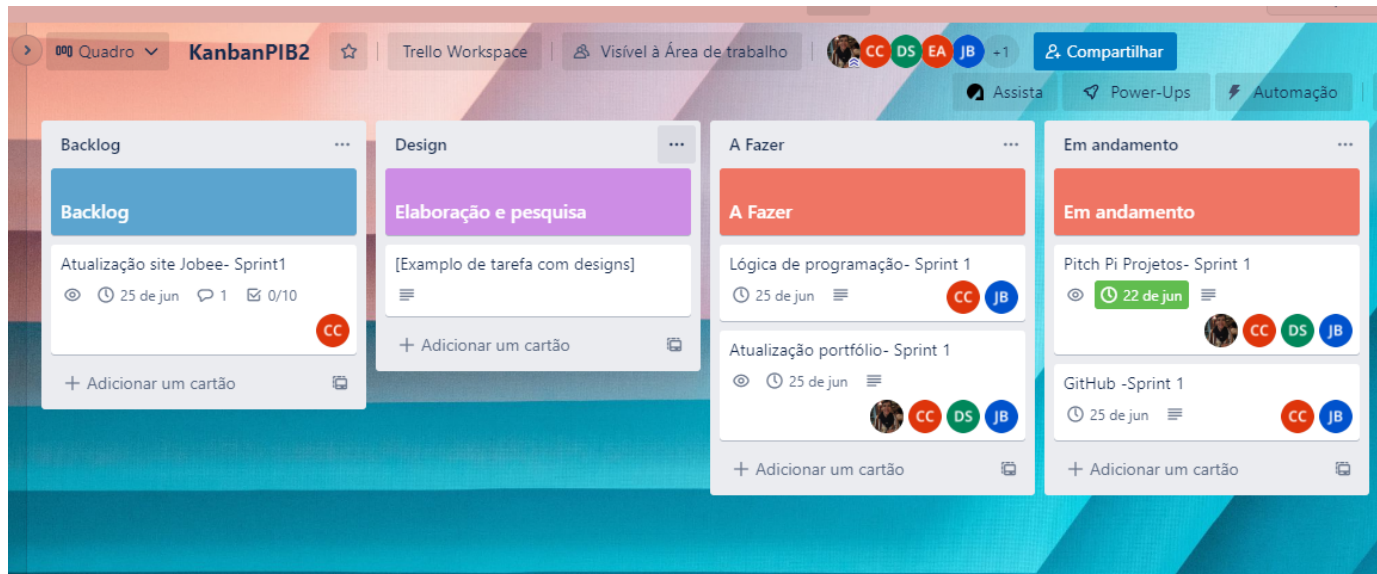 Quadro
KanbanPIB2
Trello Workspace
Visível à Área de trabalho
CC
DS
EA
JB
+1
Compartilhar
Assista
Power-Ups
Automação
Backlog
Backlog
Atualização site Jobee- Sprint1
25 de jun
1
0/10
CC
+ Adicionar um cartão
Design
Elaboração e pesquisa
[Examplo de tarefa com designs]
+ Adicionar um cartão
A Fazer
A Fazer
Lógica de programação- Sprint 1
25 de jun
CC
JB
Atualização portfólio- Sprint 1
25 de jun
CC
DS
JB
+ Adicionar um cartão
Em andamento
Em andamento
Pitch Pi Projetos- Sprint 1
22 de jun
CC
DS
JB
GitHub -Sprint 1
25 de jun
CC
JB
+ Adicionar um cartão